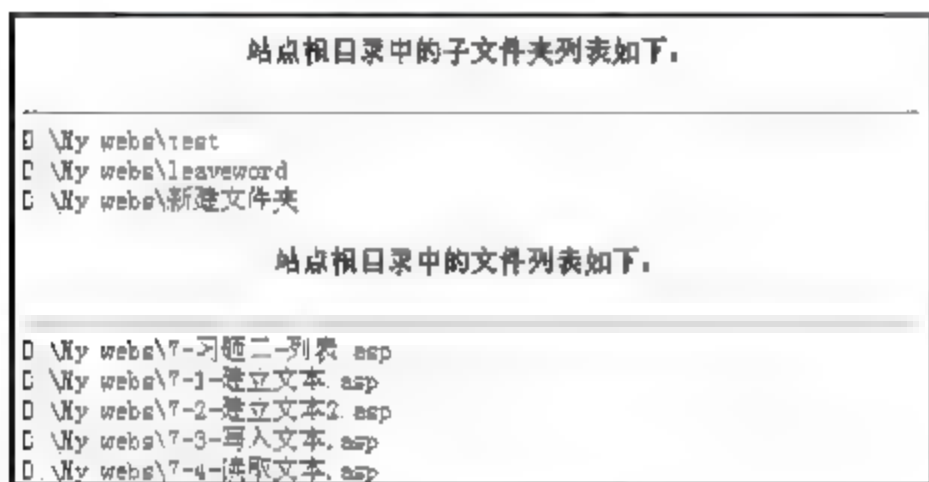 站点根目录中的子文件夹列表如下:
D:\My webs\test
D:\My webs\leaveword
D:\My webs\新建文件夹
站点根目录中的文件列表如下:
D:\My webs\7-习题二-列表.asp
D:\My webs\7-1-建立文本.asp
D:\My webs\7-2-建立文本2.asp
D:\My webs\7-3-写入文本.asp
D:\My webs\7-4-读取文本.asp